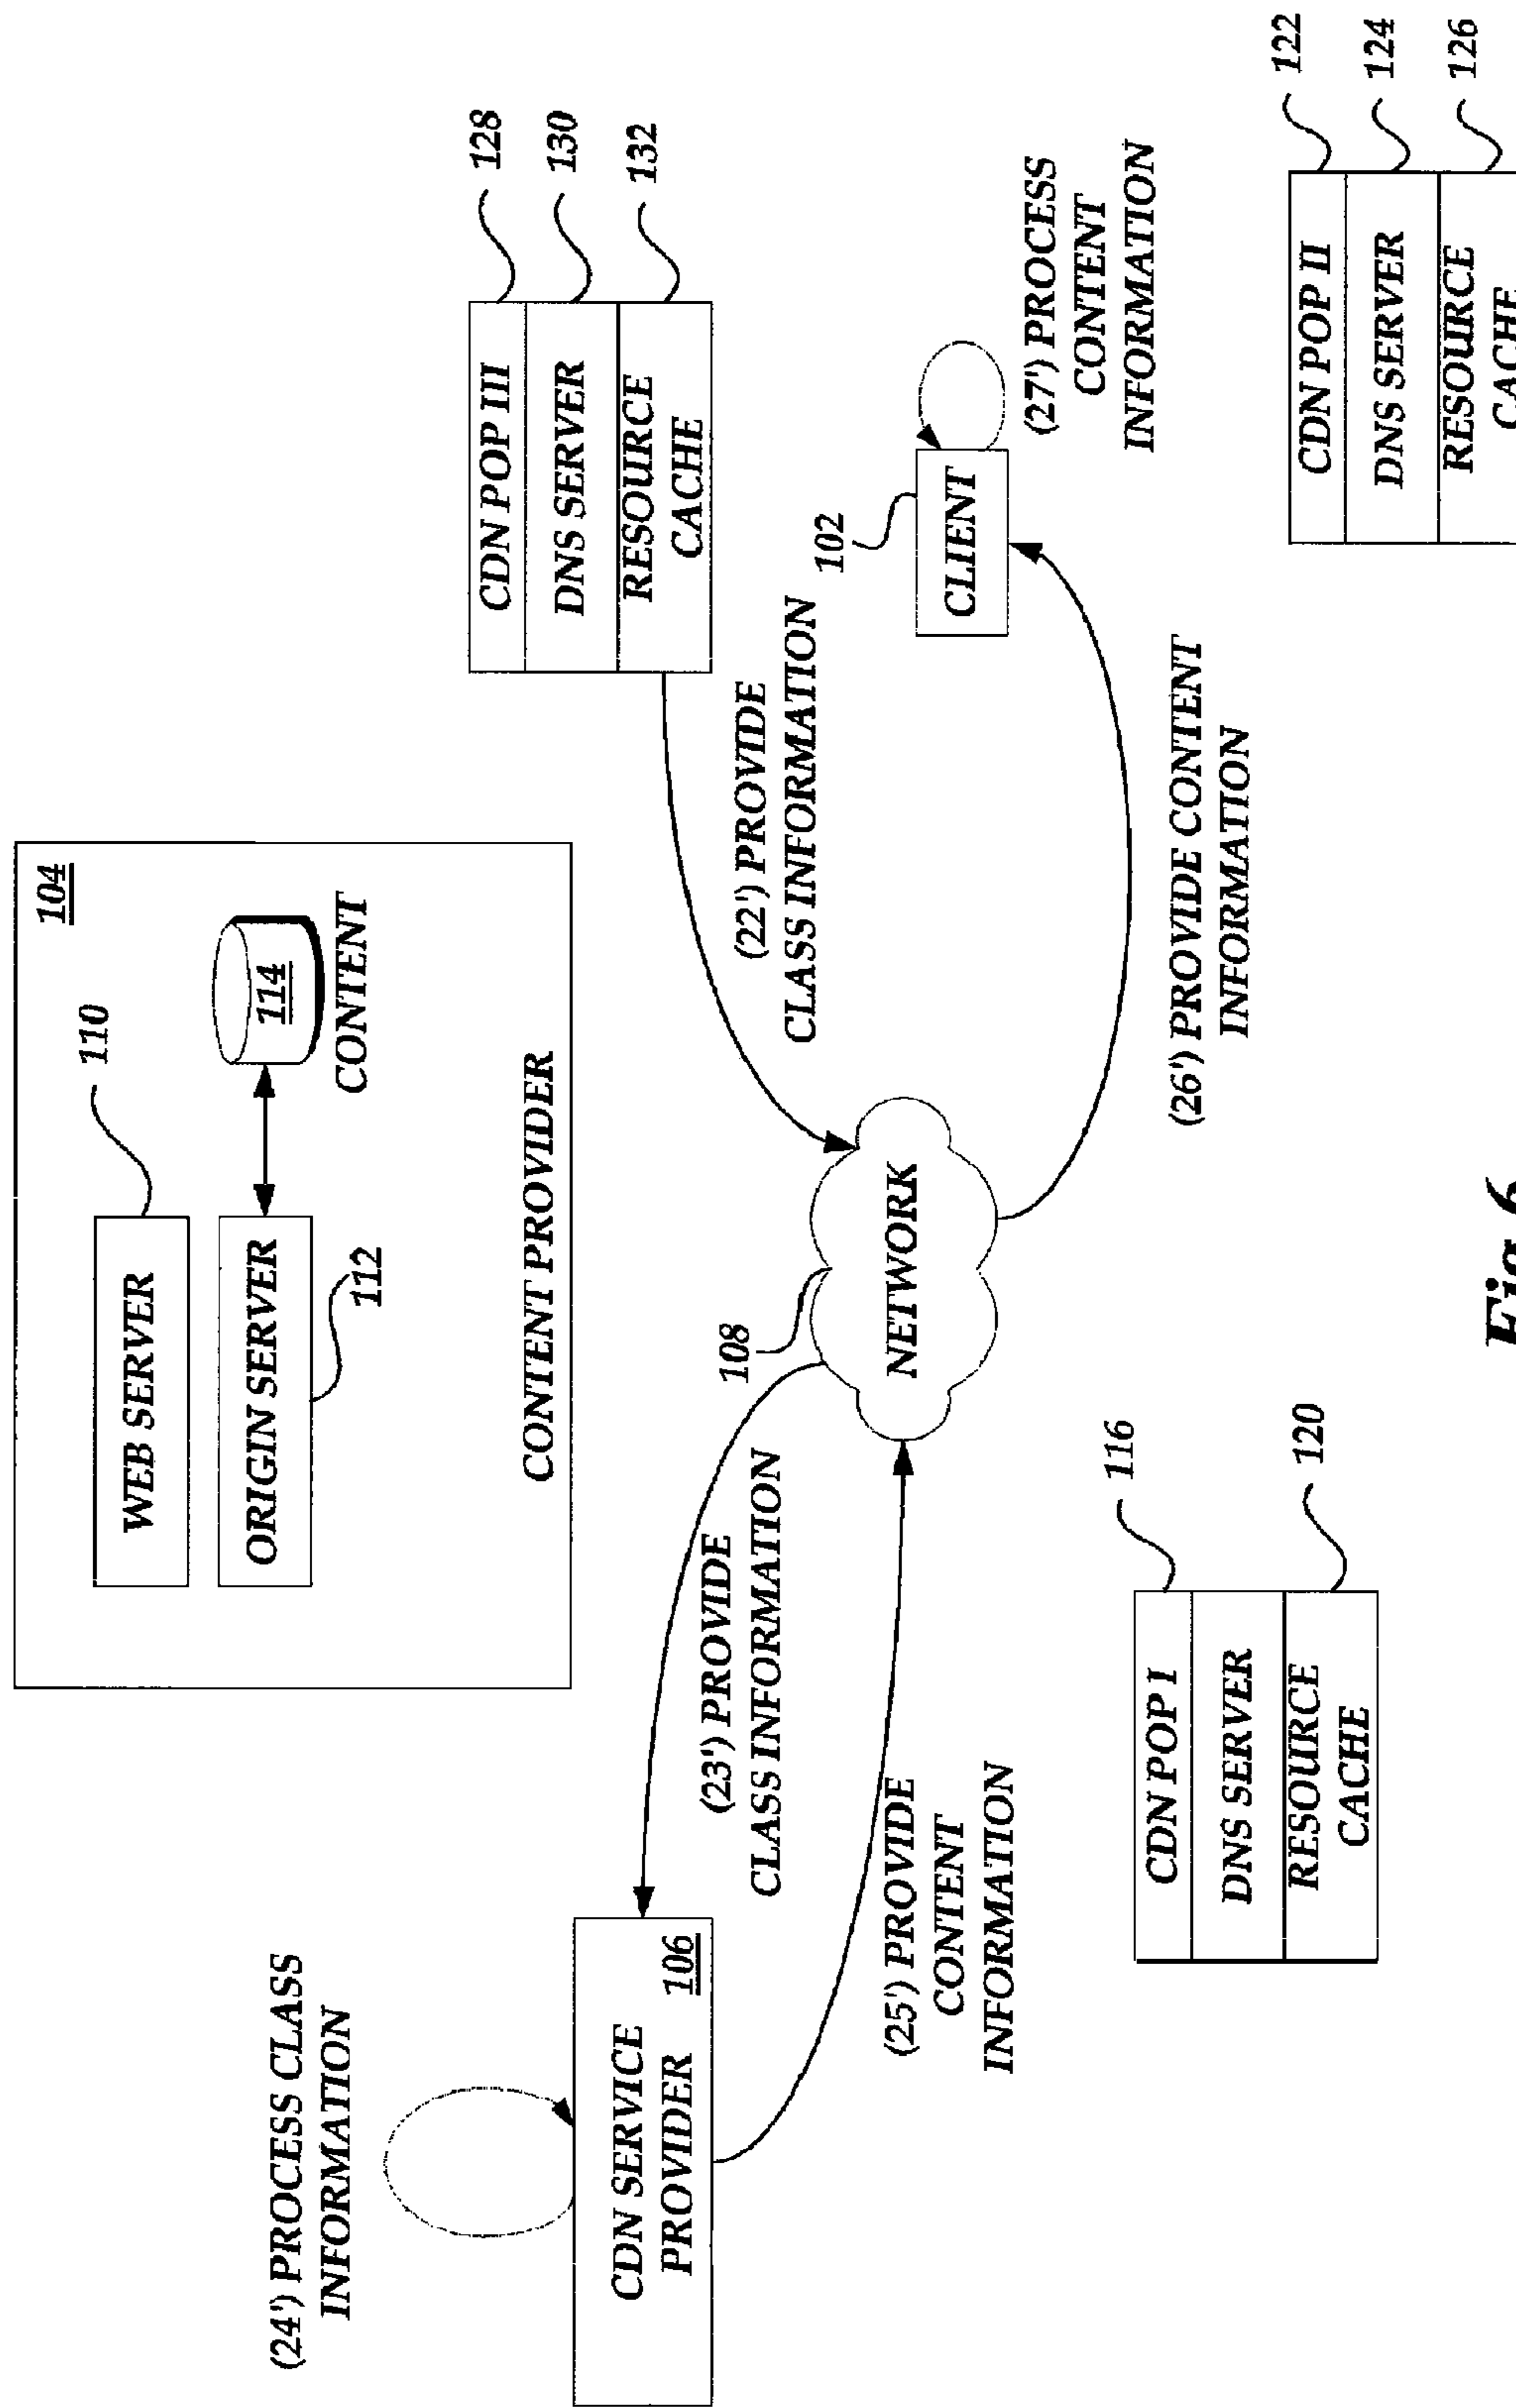 104
110
WEB SERVER
ORIGIN SERVER
112
114
CONTENT
CONTENT PROVIDER
(24') PROCESS CLASS
INFORMATION
CDN SERVICE
PROVIDER
106
(23') PROVIDE
CLASS INFORMATION
(25') PROVIDE
CONTENT
INFORMATION
108
NETWORK
(22') PROVIDE
CLASS INFORMATION
CDN POP III
DNS SERVER
RESOURCE
CACHE
128
130
132
102
CLIENT
(27') PROCESS
CONTENT
INFORMATION
(26') PROVIDE CONTENT
INFORMATION
CDN POP I
DNS SERVER
RESOURCE
CACHE
116
120
CDN POP II
DNS SERVER
RESOURCE
CACHE
122
124
126
Fig.6